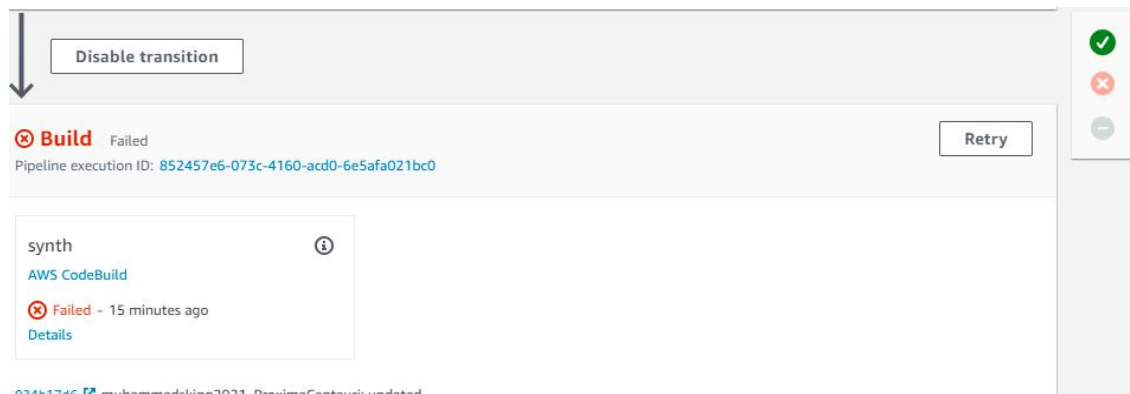 Disable transition
Build Failed
Retry
Pipeline execution ID: 852457e6-073c-4160-acd0-6e5afa021bc0
synth
AWS CodeBuild
Failed - 15 minutes ago
Details
updated